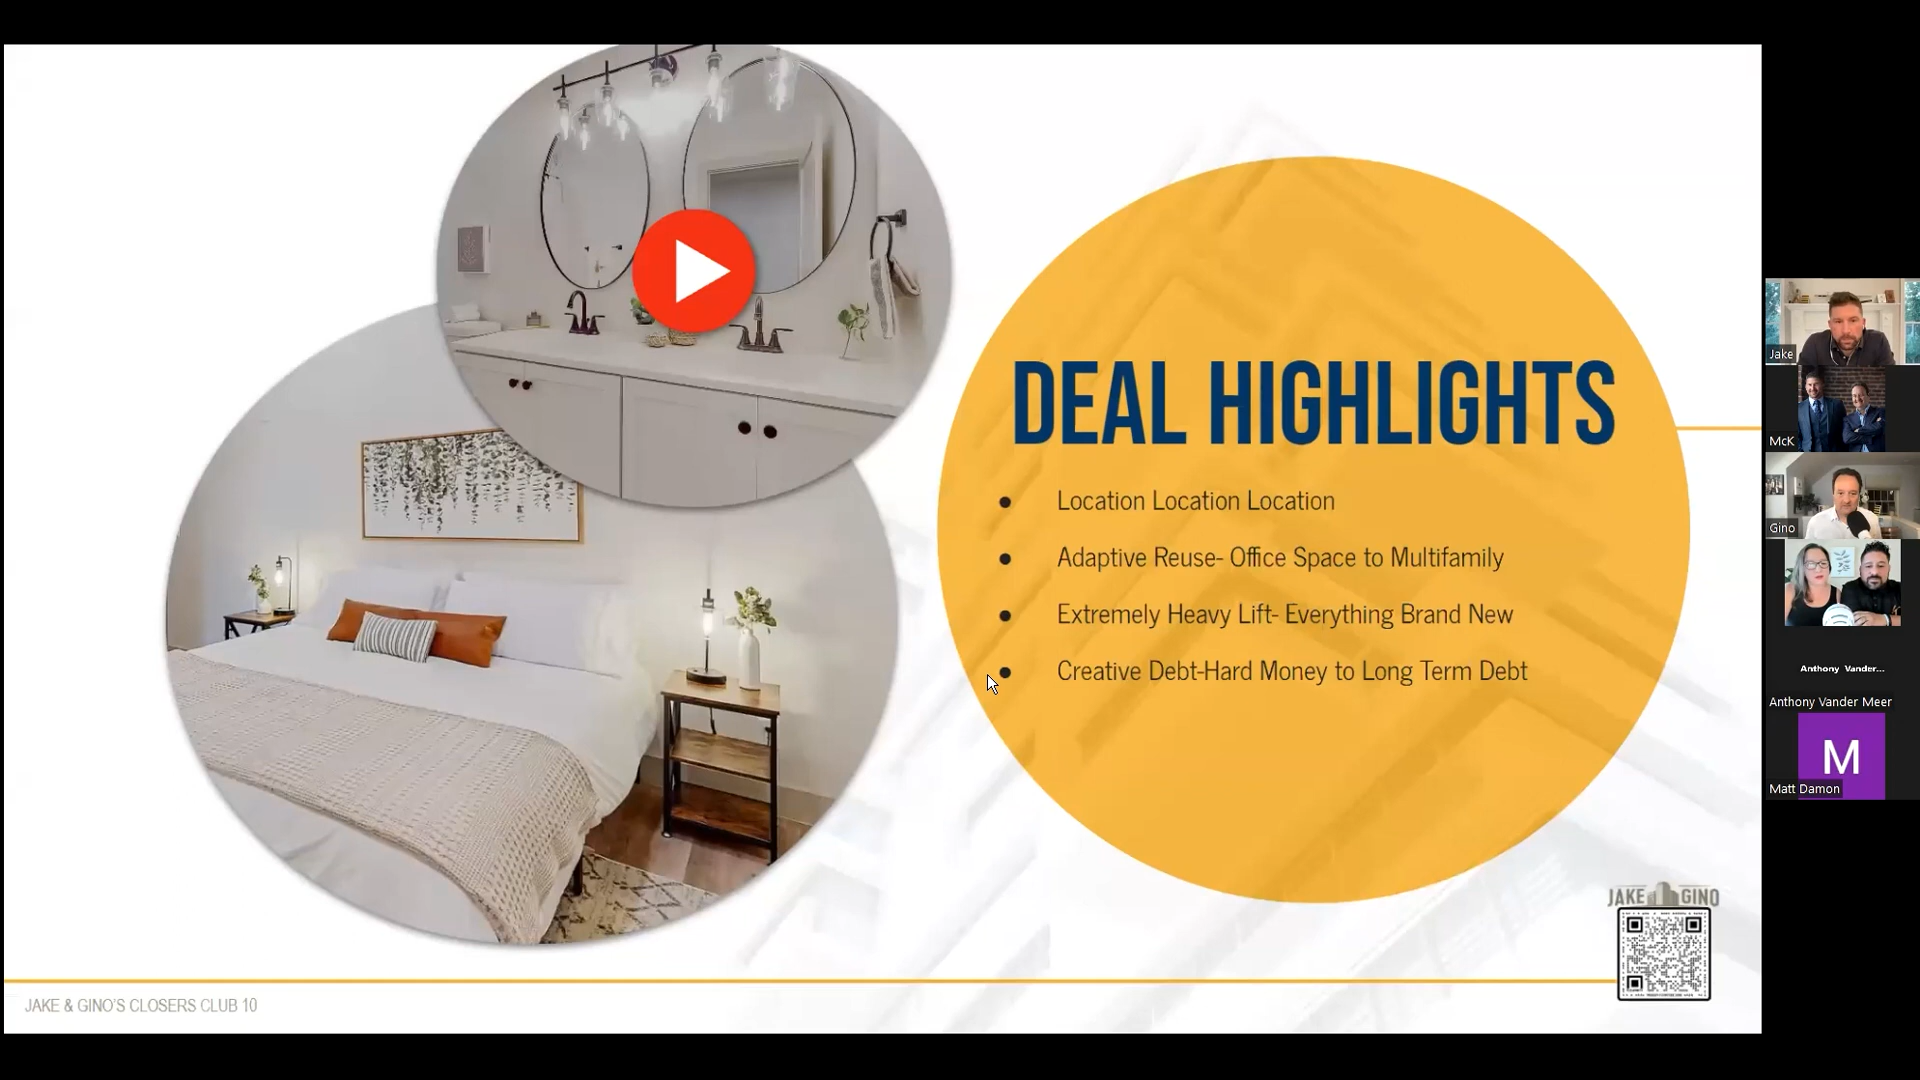 DEAL HIGHLIGHTS
Location Location Location
Adaptive Reuse- Office Space to Multifamily
Extremely Heavy Lift- Everything Brand New
Creative Debt-Hard Money to Long Term Debt
JAKE GINO
JAKE & GINO'S CLOSERS CLUB 10
Jake
McK
Gino
Anthony Vander...
Anthony Vander Meer
M
Matt Damon